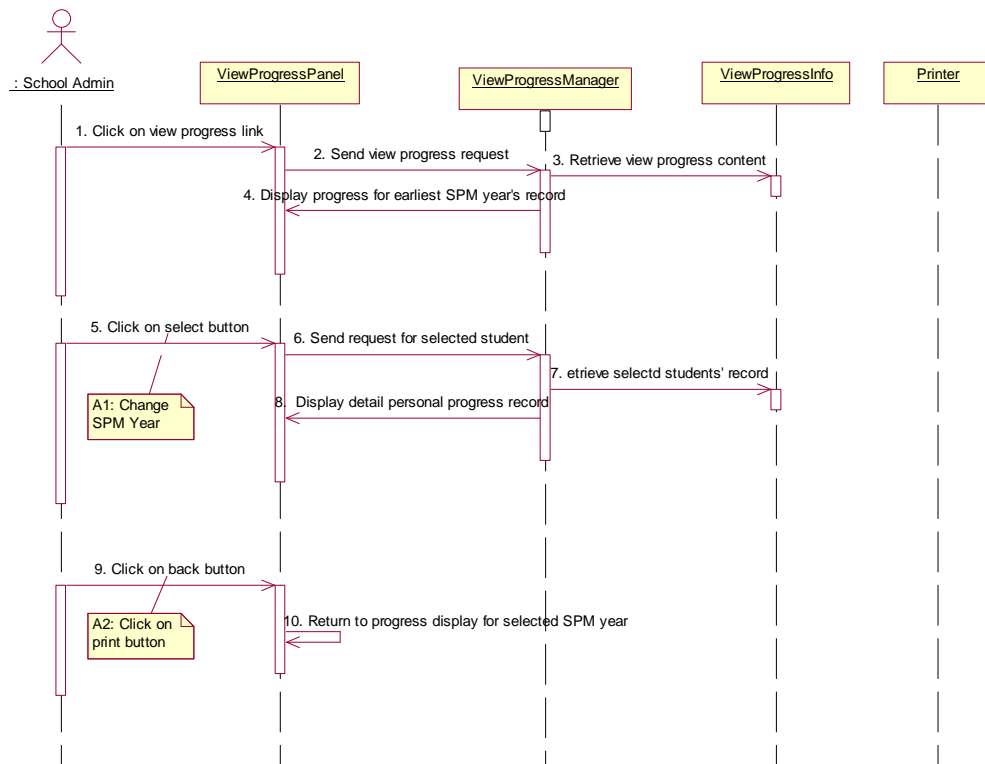 : School Admin
ViewProgressPanel
ViewProgressManager
ViewProgressInfo
Printer
1. Click on view progress link
2. Send view progress request
3. Retrieve view progress content
4. Display progress for earliest SPM year's record
5. Click on select button
6. Send request for selected student
7. etrieve selectd students' record
A1: Change
SPM Year
8. Display detail personal progress record
9. Click on back button
A2: Click on
print button
10. Return to progress display for selected SPM year